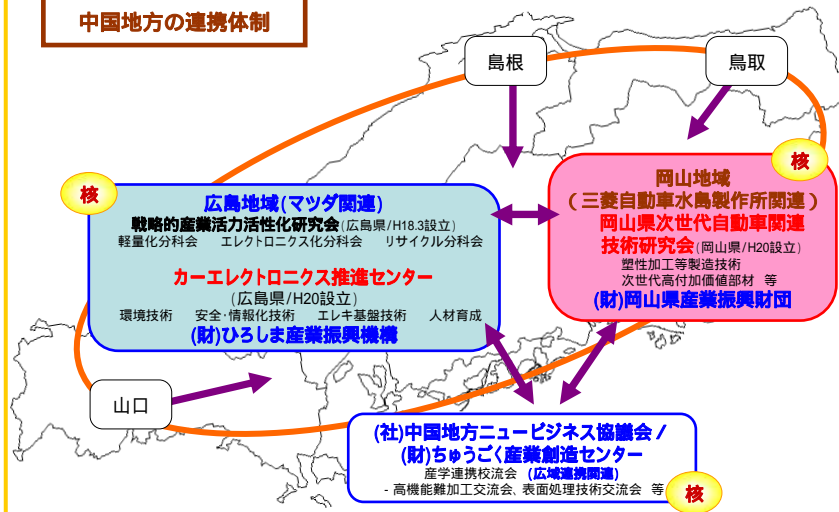 中国地方の連携体制
島根
鳥取
核
広島地域(マツダ関連)
戦略的産業活力活性化研究会(広島県/H18.3設立)
軽量化分科会 エレクトロニクス化分科会 リサイクル分科会
カーエレクトロニクス推進センター
(広島県/H20設立)
環境技術 安全・情報化技術 エレキ基盤技術 人材育成
(財)ひろしま産業振興機構
核
岡山地域
(三菱自動車水島製作所関連)
岡山県次世代自動車関連
技術研究会(岡山県/H20設立)
塑性加工等製造技術
次世代高付加価値部材 等
(財)岡山県産業振興財団
山口
(社)中国地方ニュービジネス協議会/
(財)ちゅうごく産業創造センター
産学連携交流会 (広域連携関連)
- 高機能難加工交流会、表面処理技術交流会 等
核